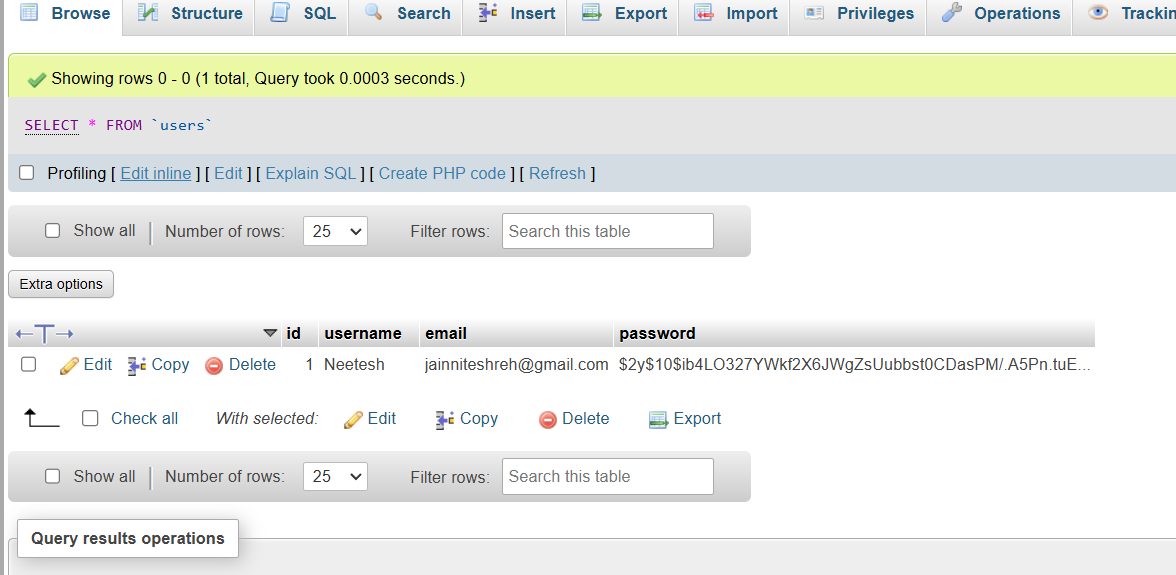 Browse Structure SQL Search Insert Export Import Privileges Operations
Showing rows 0 - 0 (1 total, Query took 0.0003 seconds.)
SELECT * FROM `users`
Profiling [ Edit inline ] [ Edit ] [ Explain SQL ] [ Create PHP code ] [ Refresh ]
Show all Number of rows: 25 Filter rows: Search this table
Extra options
←T→ id username email password
Edit Copy Delete 1 Neetesh jainniteshreh@gmail.com $2y$10$ib4LO327YWkf2X6JWgZsUubbst0CDasPM/.A5Pn.tuE...
Check all With selected: Edit Copy Delete Export
Show all Number of rows: 25 Filter rows: Search this table
Query results operations